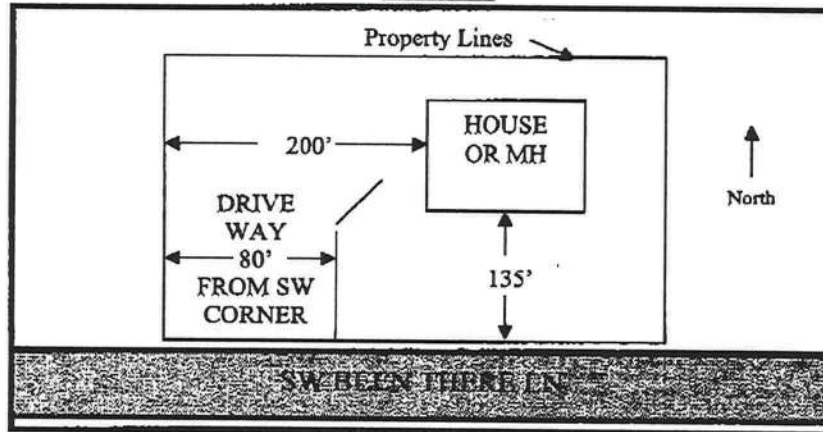 Property Lines
HOUSE
OR MH
200'
North
DRIVE
WAY
80'
FROM SW
CORNER
135'
SW BEEN THERE LN